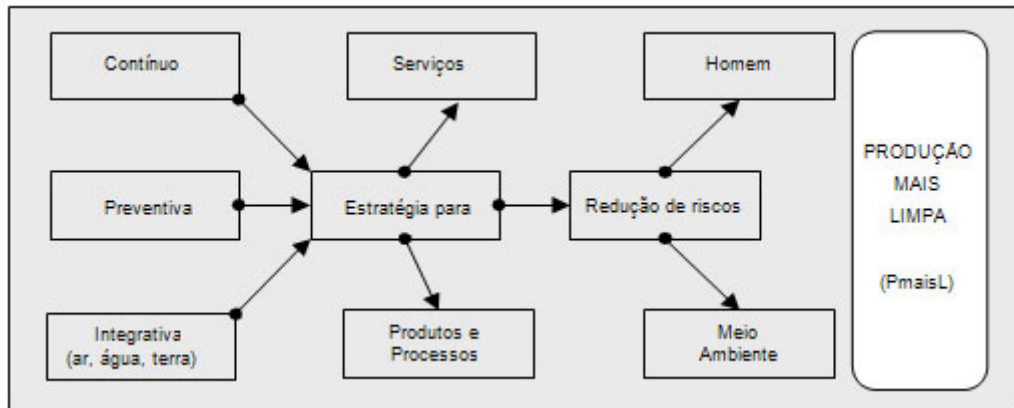 Contínuo
Serviços
Homem
Preventiva
Estratégia para
Redução de riscos
Integrativa
(ar, água, terra)
Produtos e
Processos
Meio
Ambiente
PRODUÇÃO
MAIS
LIMPA
(PmaisL)